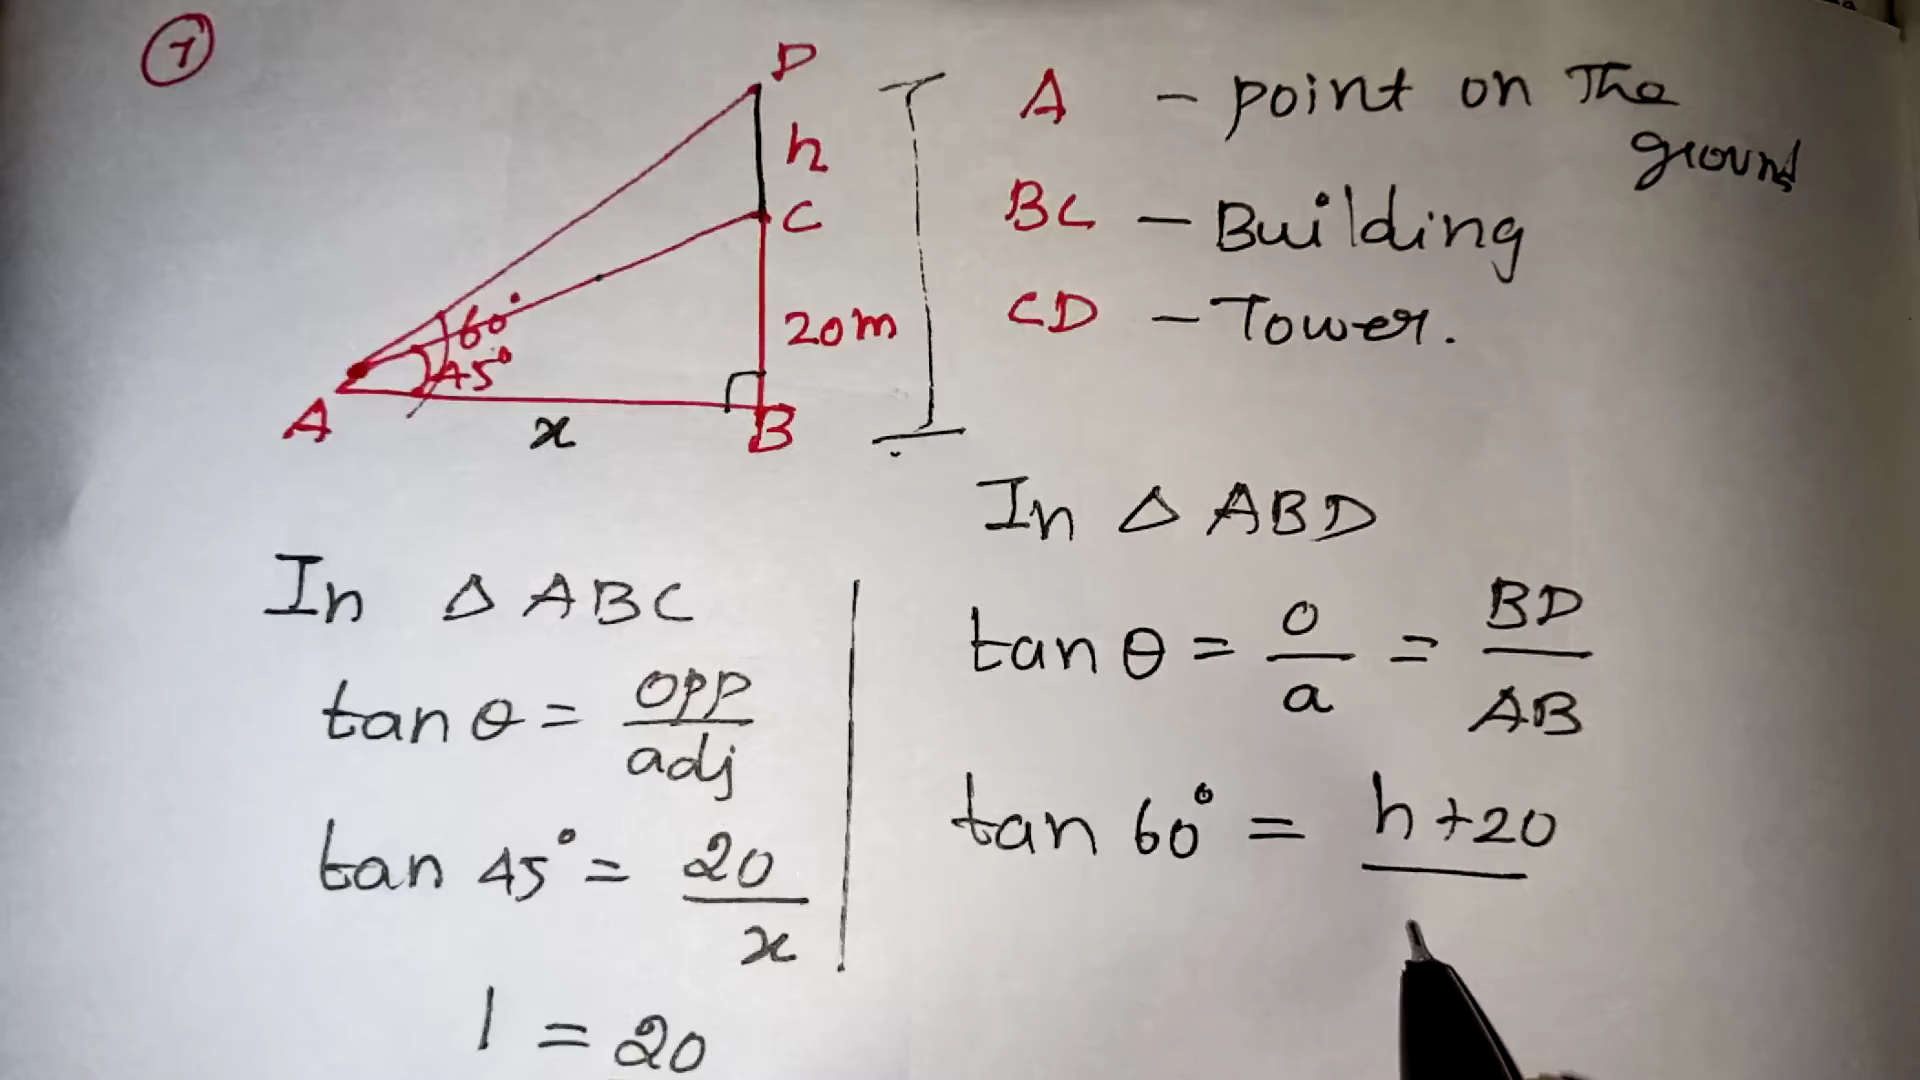 7
D
h
C
20m
60°
45°
A
x
B
A - point on The
ground
BC - Building
CD - Tower.
In △ ABC
tan θ = opp/adj
tan 45° = 20/x
1 = 20
In △ ABD
tan θ = o/a = BD/AB
tan 60° = h+20